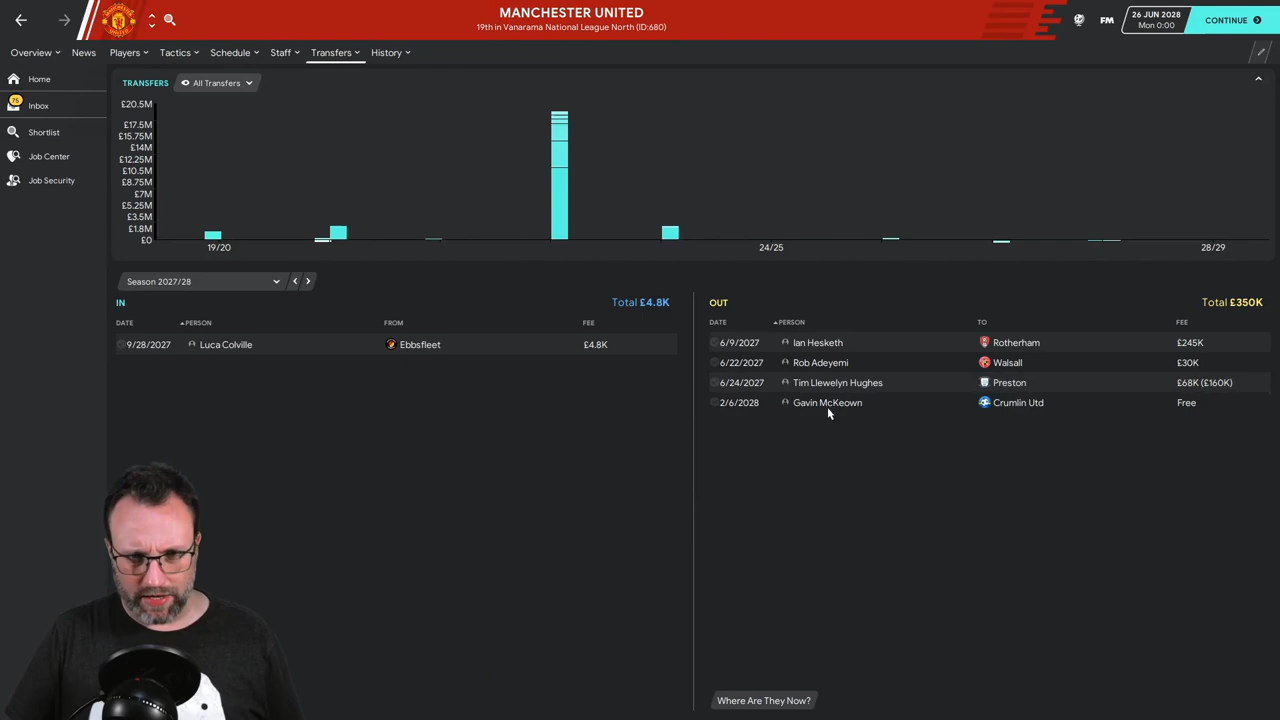 MANCHESTER UNITED
19th in Vanarama National League North (ID:680)
FM
26 JUN 2028
Mon 0:00
CONTINUE
Overview
News
Players
Tactics
Schedule
Staff
Transfers
History
Home
75
Inbox
Shortlist
Job Center
Job Security
TRANSFERS
All Transfers
£20.5M
£17.5M
£15.75M
£14M
£12.25M
£10.5M
£8.75M
£7M
£5.25M
£3.5M
£1.8M
£0
19/20
24/25
28/29
Season 2027/28
IN
Total £4.8K
DATE PERSON FROM FEE
9/28/2027 Luca Colville Ebbsfleet £4.8K
OUT
Total £350K
DATE PERSON TO FEE
6/9/2027 Ian Hesketh Rotherham £245K
6/22/2027 Rob Adeyemi Walsall £30K
6/24/2027 Tim Llewelyn Hughes Preston £68K (£160K)
2/6/2028 Gavin McKeown Crumlin Utd Free
Where Are They Now?